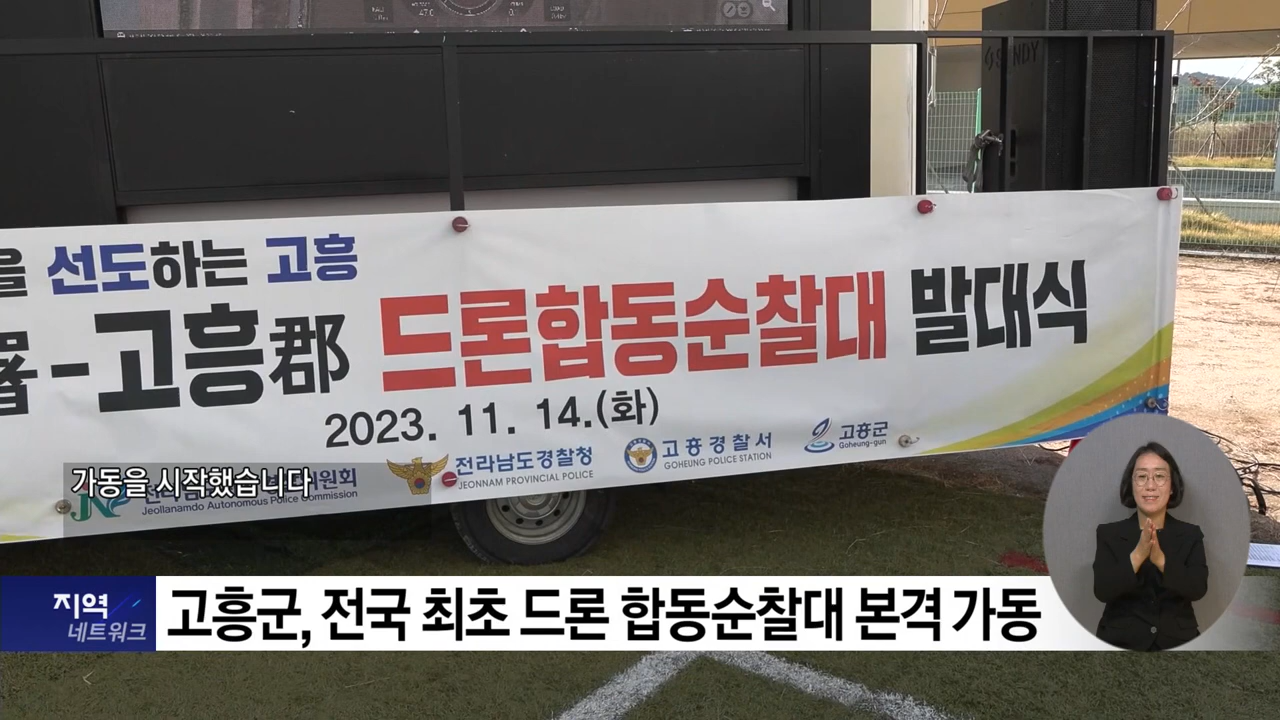 SENDY
을 선도하는 고흥
署-고흥郡 드론합동순찰대 발대식
2023. 11. 14.(화)
전라남도경찰청
JEONNAM PROVINCIAL POLICE
고흥경찰서
GOHEUNG POLICE STATION
고흥군
Goheung-gun
Jeollanamdo Autonomous Police Commission
가동을 시작했습니다
지역
네트워크
고흥군, 전국 최초 드론 합동순찰대 본격 가동